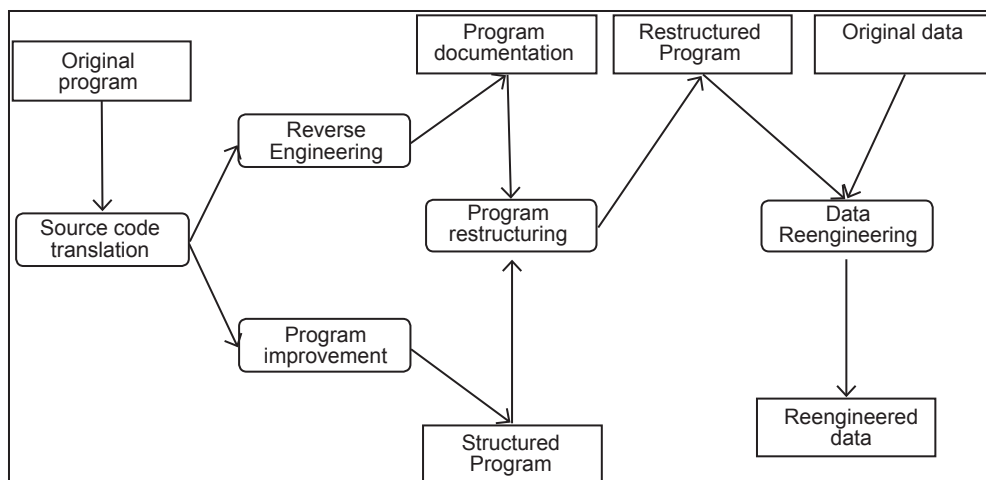 Original
program
Program
documentation
Restructured
Program
Original data
Reverse
Engineering
Source code
translation
Program
restructuring
Data
Reengineering
Program
improvement
Structured
Program
Reengineered
data